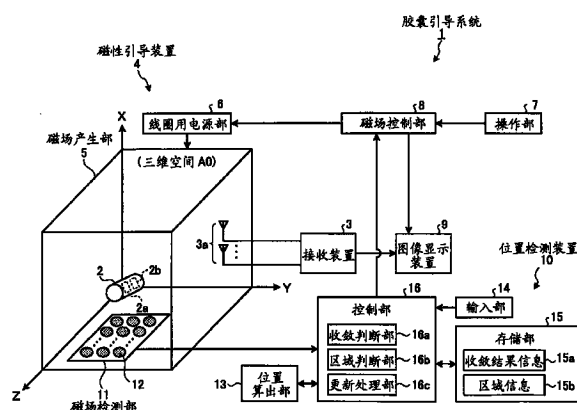 胶囊引导系统
1
磁性引导装置
4
X
6
8
7
磁场产生部
5
线圈用电源部
磁场控制部
操作部
(三维空间A0)
3a
3
接收装置
9
图像显示
装置
位置检测装置
10
2
2b
2a
Y
控制部
16
输入部
14
收敛判断部
16a
区域判断部
16b
更新处理部
16c
15
存储部
收敛结果信息
15a
区域信息
15b
13
位置
算出部
Z
11
12
磁场检测部